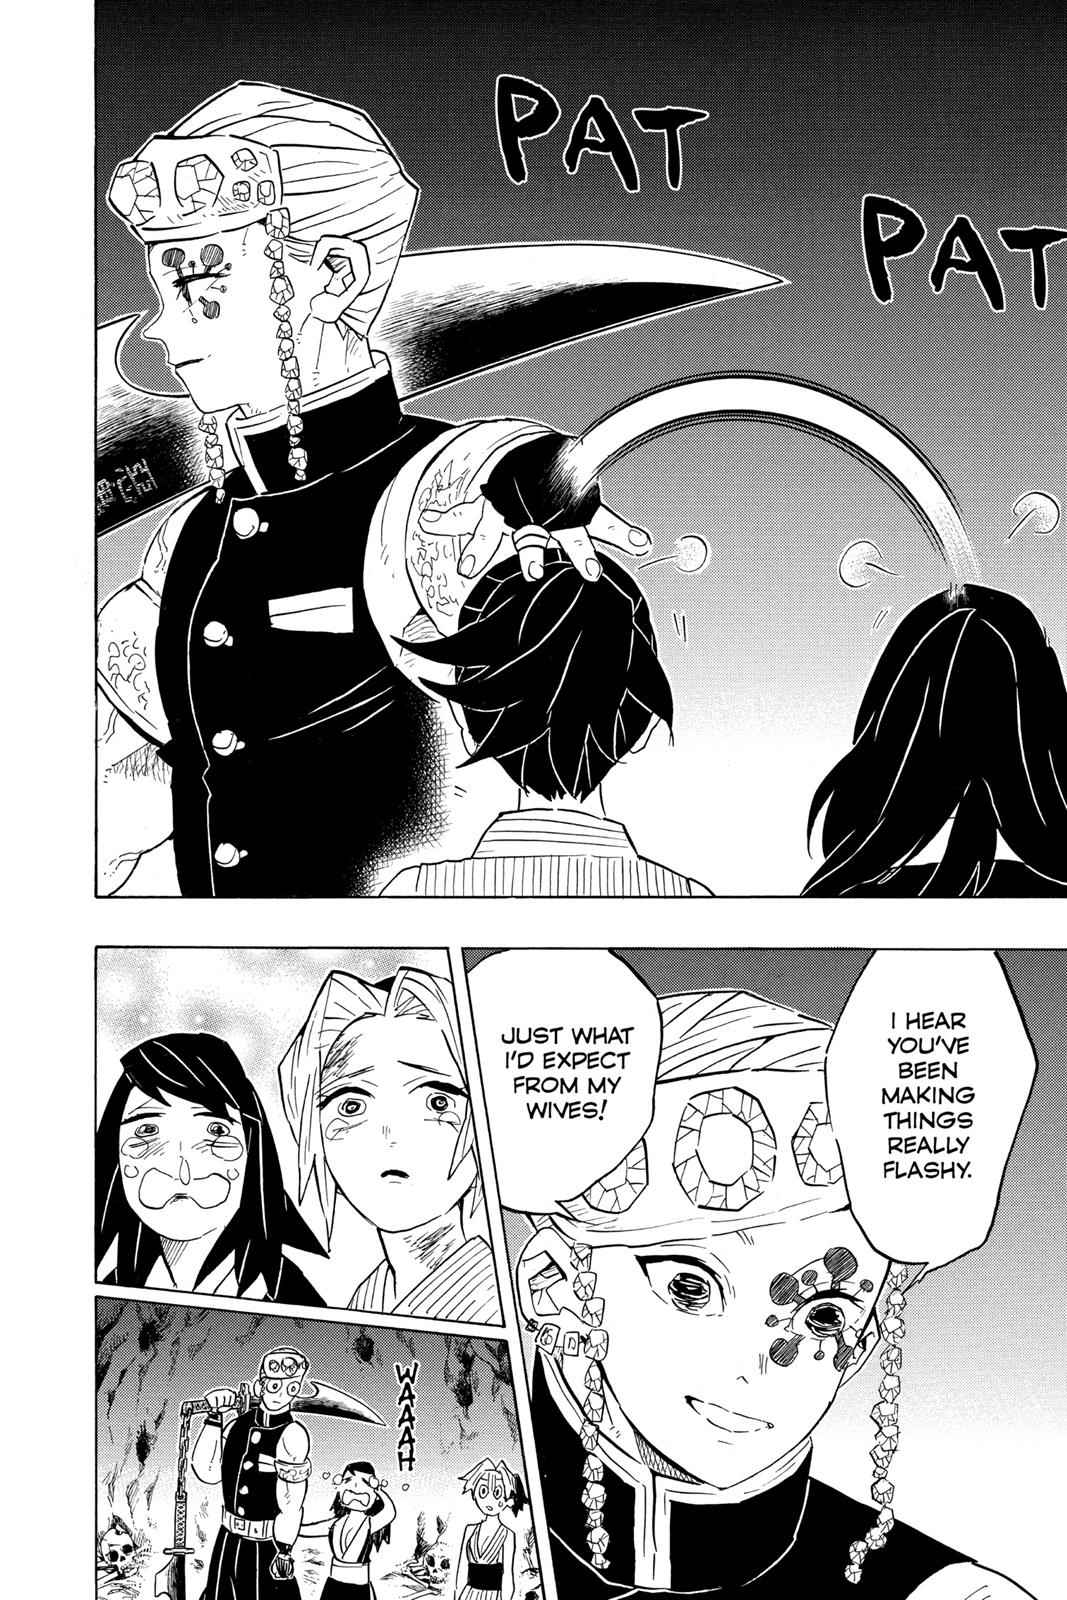 PAT
PAT
I HEAR
YOU'VE
BEEN
MAKING
THINGS
REALLY
FLASHY.
JUST WHAT
I'D EXPECT
FROM MY
WIVES!
WAAAH